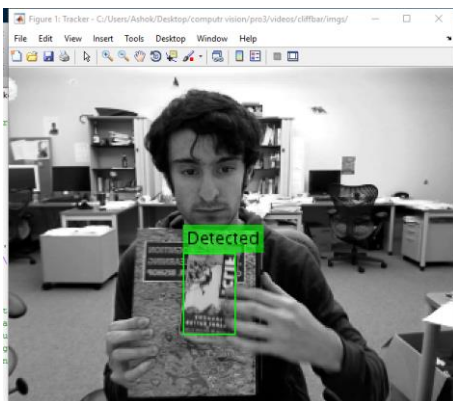 Figure 1: Tracker - C:/Users/Ashok/Desktop/computr vision/pro3/videos/cliffbar/imgs/
File Edit View Insert Tools Desktop Window Help
Detected